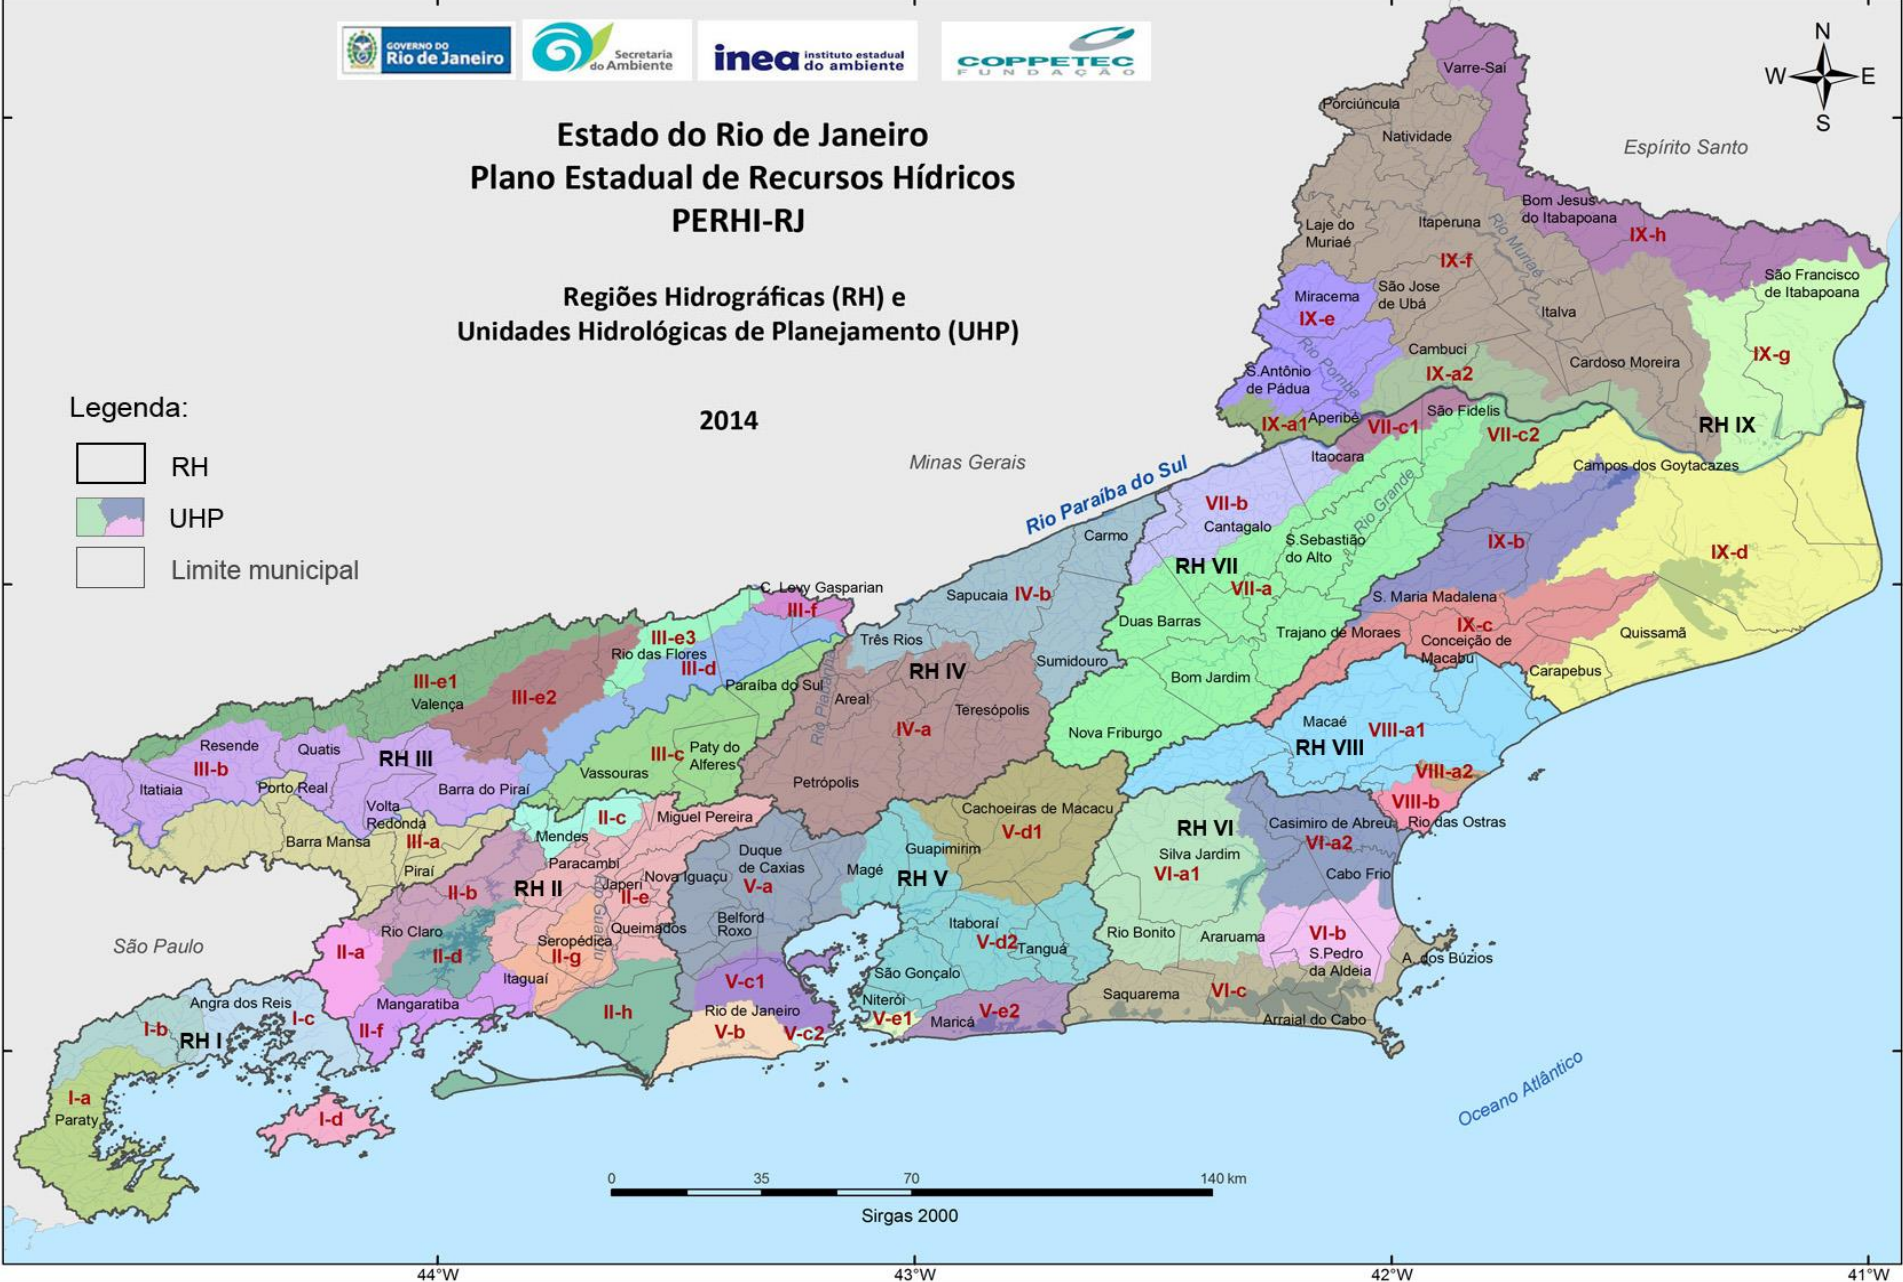 GOVERNO DO
Rio de Janeiro
Secretaria
do Ambiente
inea instituto estadual
do ambiente
COPPETEC
FUNDAÇÃO
N
W
E
S
Estado do Rio de Janeiro
Plano Estadual de Recursos Hídricos
PERHI-RJ
Regiões Hidrográficas (RH) e
Unidades Hidrológicas de Planejamento (UHP)
2014
Legenda:
RH
UHP
Limite municipal
Espírito Santo
Minas Gerais
São Paulo
Oceano Atlântico
Rio Paraíba do Sul
Varre-Sai
Porciúncula
Natividade
Bom Jesus
do Itabapoana
IX-h
Laje do
Muriaé
Itaperuna
Rio Muriaé
IX-f
São Francisco
de Itabapoana
Miracema
IX-e
São Jose
de Ubá
Italva
Rio Pomba
Cambuci
IX-a2
Cardoso Moreira
IX-g
S.Antônio
de Pádua
IX-a1
Aperibé
RH IX
VII-c1
São Fidelis
VII-c2
Itaocara
Campos dos Goytacazes
VII-b
Cantagalo
Rio Grande
S.Sebastião
do Alto
RH VII
VII-a
IX-b
IX-d
Carmo
Sapucaia
IV-b
S. Maria Madalena
IX-c
Duas Barras
Trajano de Moraes
Conceição de
Macabu
Quissamã
Carapebus
C. Levy Gasparian
III-f
Três Rios
Sumidouro
Bom Jardim
III-e3
Rio das Flores
III-d
RH IV
Paraíba do Sul
Areal
Teresópolis
III-e1
Valença
III-e2
IV-a
Nova Friburgo
Macaé
VIII-a1
RH VIII
Resende
Quatis
RH III
III-b
III-c
Paty do
Alferes
Vassouras
Petrópolis
VIII-a2
Itatiaia
Porto Real
Barra do Piraí
VIII-b
Rio das Ostras
Volta
Redonda
Barra Mansa
III-a
Piraí
Mendes
II-c
Miguel Pereira
Cachoeiras de Macacu
V-d1
RH VI
Silva Jardim
VI-a1
Casimiro de Abreu
VI-a2
Cabo Frio
Paracambi
Duque
de Caxias
V-a
Guapimirim
Magé
RH V
RH II
II-b
Japeri
II-e
Nova Iguaçu
Rio Guandu
Queimados
Belford
Roxo
Itaboraí
V-d2
Tanguá
Rio Bonito
Araruama
VI-b
S.Pedro
da Aldeia
A. dos Búzios
Rio Claro
II-a
II-d
Seropédica
II-g
Itaguaí
V-c1
São Gonçalo
Saquarema
VI-c
Arraial do Cabo
Mangaratiba
II-f
II-h
Rio de Janeiro
V-b
V-c2
Niterói
V-e1
Maricá
V-e2
Angra dos Reis
I-b
RH I
I-c
I-a
Paraty
I-d
0
35
70
140 km
Sirgas 2000
44°W
43°W
42°W
41°W